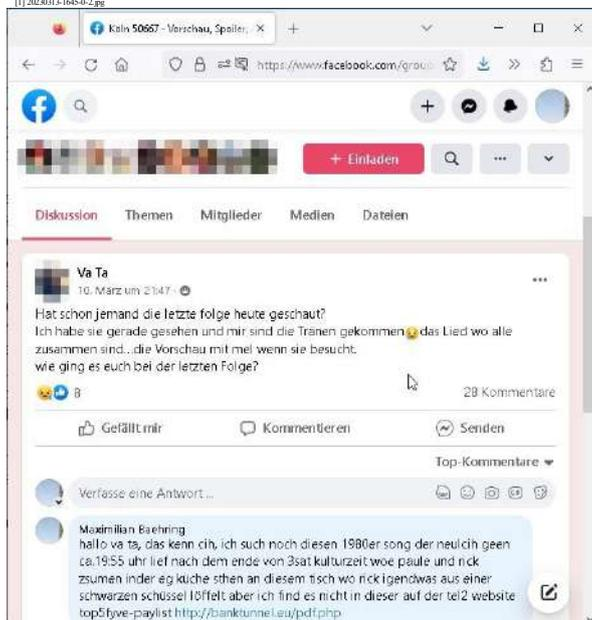 [1] 20230313-1645-0-2.jpg
Köln 50667 - Vorschau, Spoiler,
https://www.facebook.com/group
+ Einladen
Diskussion Themen Mitglieder Medien Dateien
Va Ta
10. März um 21:47
Hat schon jemand die letzte folge heute geschaut?
Ich habe sie gerade gesehen und mir sind die Tränen gekommen😢das Lied wo alle
zusammen sind...die Vorschau mit mel wenn sie besucht.
wie ging es euch bei der letzten Folge?
8 28 Kommentare
Gefällt mir Kommentieren Senden
Top-Kommentare
Verfasse eine Antwort ...
Maximilian Baehring
hallo va ta, das kenn cih, ich such noch diesen 1980er song der neulcih geen
ca.19:55 uhr lief nach dem ende von 3sat kulturzeit woe paule und rick
zsumen inder eg küche sthen an diesem tisch wo rick igendwas aus einer
schwarzen schüssel löffelt aber ich find es nicht in dieser auf der tel2 website
top5fyve-paylist http://banktunnel.eu/pdf.php